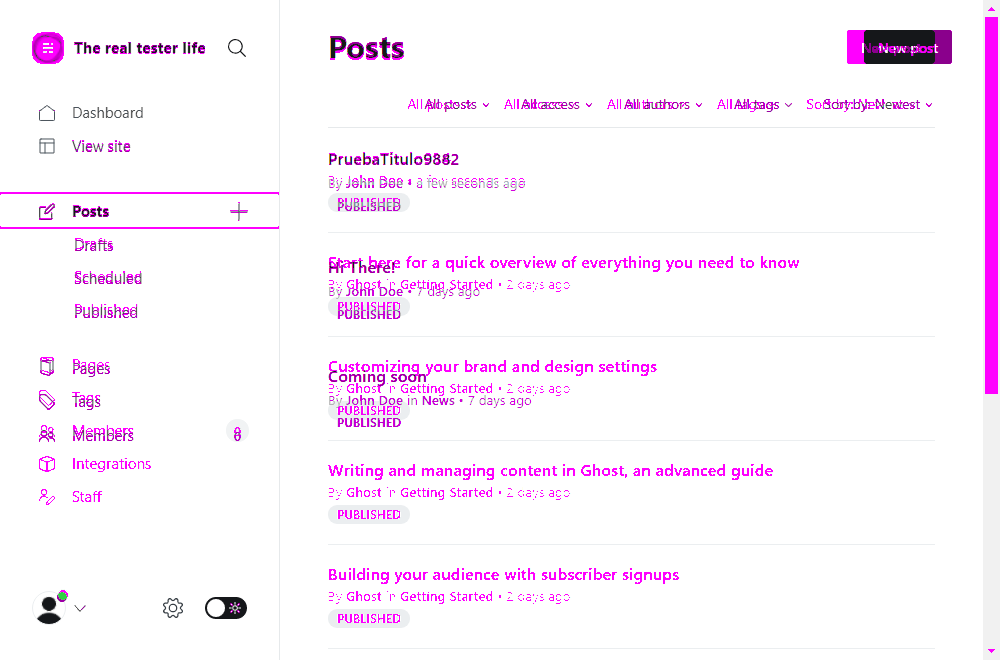 The real tester life
Dashboard
View site
Posts
Drafts
Scheduled
Published
Pages
Tags
Members
0
Integrations
Staff
Posts
New post
All posts
All access
All authors
All tags
Sort by: Newest
PruebaTitulo9842
By John Doe • a few seconds ago
PUBLISHED
Start here for a quick overview of everything you need to know
Hi There!
By Ghost in Getting Started • 2 days ago
By John Doe • 7 days ago
PUBLISHED
PUBLISHED
Customizing your brand and design settings
Coming soon
By Ghost in Getting Started • 2 days ago
By John Doe in News • 7 days ago
PUBLISHED
PUBLISHED
Writing and managing content in Ghost, an advanced guide
By Ghost in Getting Started • 2 days ago
PUBLISHED
Building your audience with subscriber signups
By Ghost in Getting Started • 2 days ago
PUBLISHED